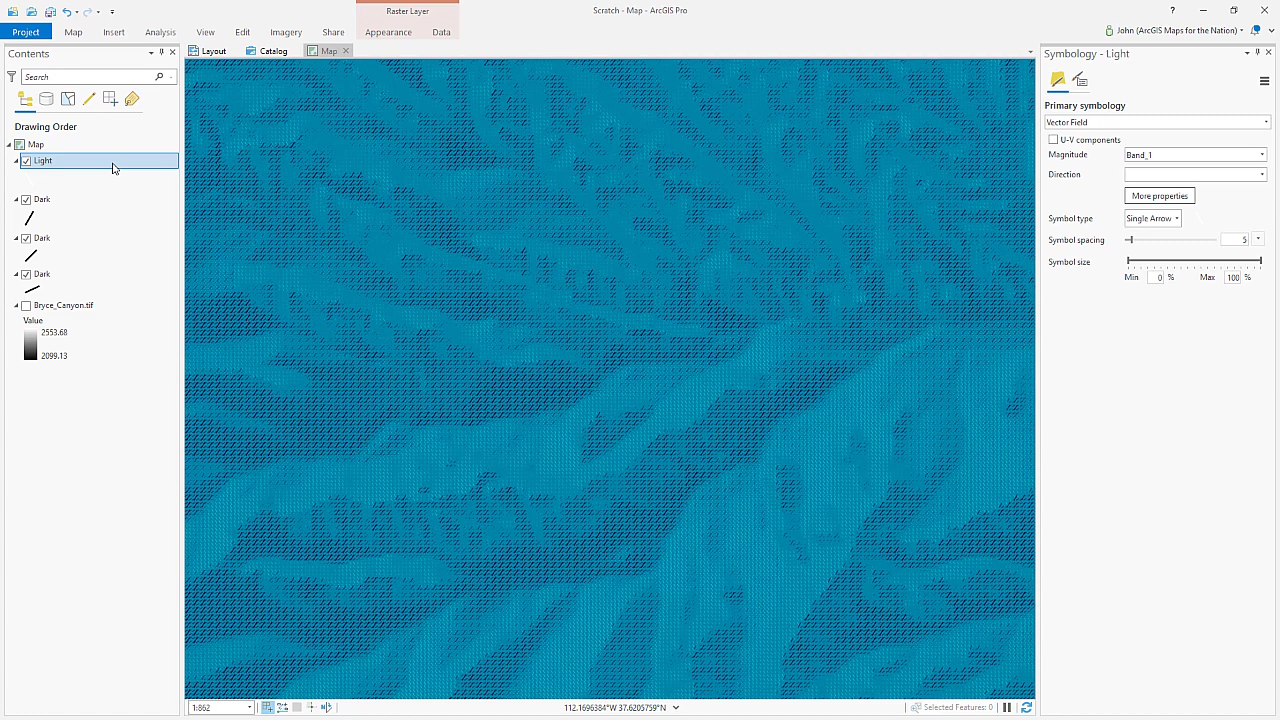 Raster Layer
Scratch - Map - ArcGIS Pro
?
Project
Map
Insert
Analysis
View
Edit
Imagery
Share
Appearance
Data
John (ArcGIS Maps for the Nation)
Contents
Layout
Catalog
Map
Symbology - Light
Search
Primary symbology
Vector Field
Drawing Order
U-V components
Map
Magnitude
Band_1
Light
Direction
More properties
Dark
Symbol type
Single Arrow
Dark
Symbol spacing
5
Symbol size
Dark
Min
0
%
Max
100
%
Bryce_Canyon.tif
Value
2553.68
2099.13
1:862
112.1696384°W 37.6205759°N
Selected Features: 0